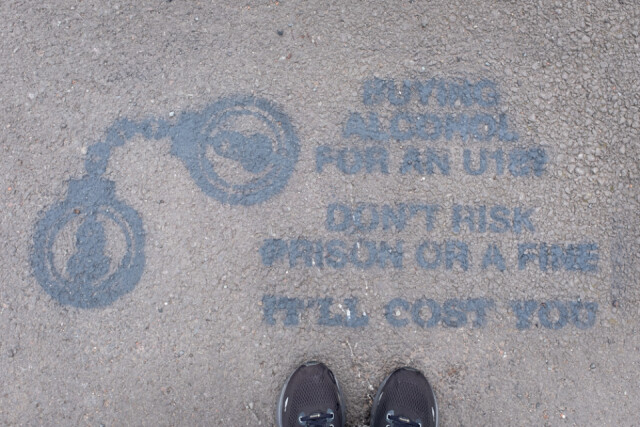 BUYING
ALCOHOL
FOR AN U18?
DON'T RISK
PRISON OR A FINE
IT'LL COST YOU